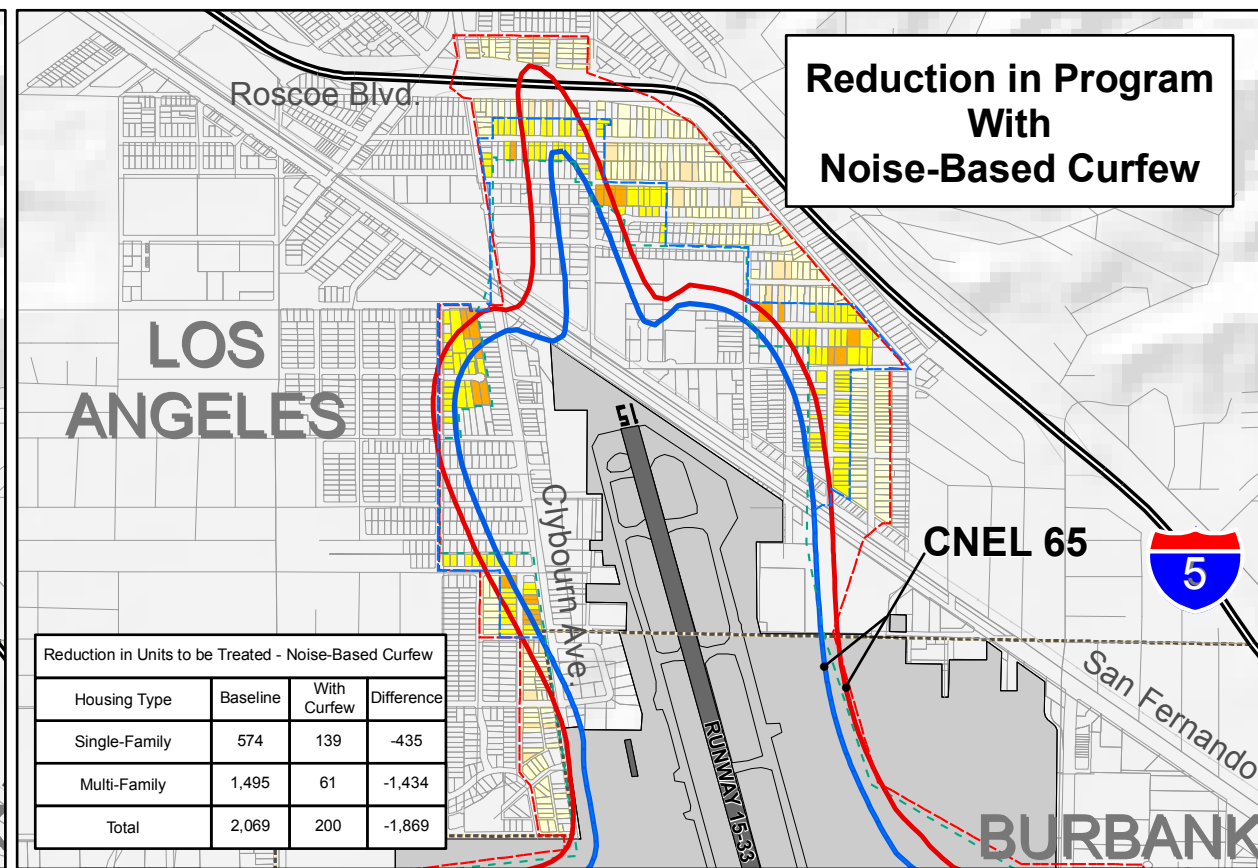 Reduction in Program
With
Noise-Based Curfew
Roscoe Blvd.
LOS
ANGELES
15
Clybourn Ave.
CNEL 65
5
RUNWAY 15-33
San Fernando
BURBANK
Reduction in Units to be Treated - Noise-Based Curfew
Housing Type Baseline With Curfew Difference
Single-Family 574 139 -435
Multi-Family 1,495 61 -1,434
Total 2,069 200 -1,869